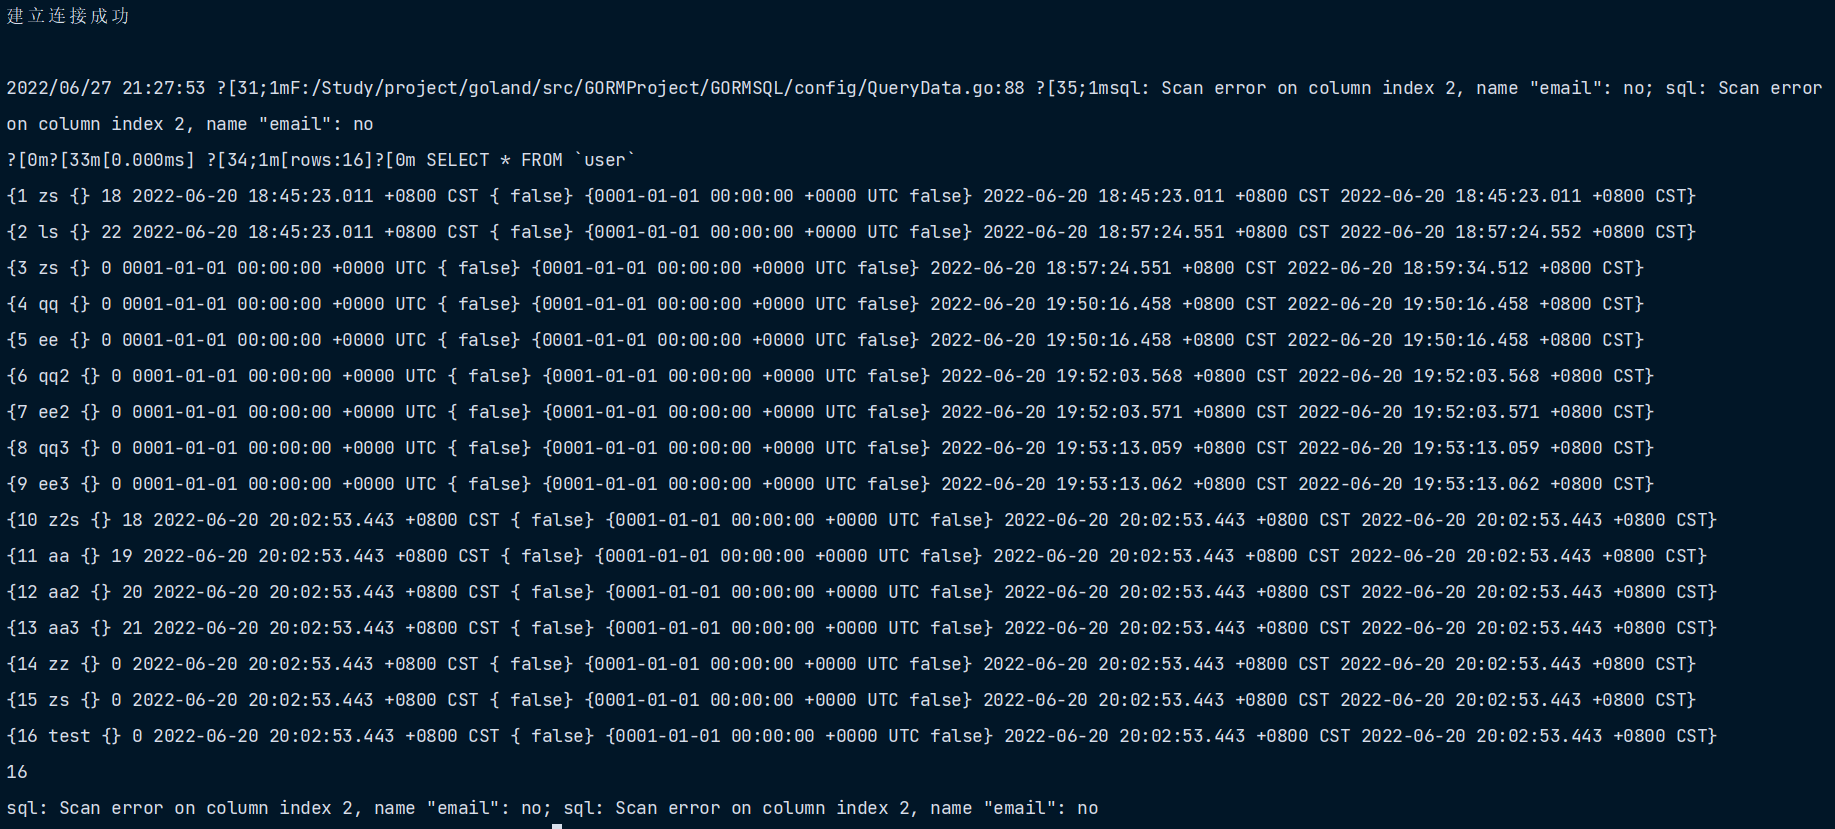 建立连接成功
2022/06/27 21:27:53 ?[31;1mF:/Study/project/goland/src/GORMProject/GORMSQL/config/QueryData.go:88 ?[35;1msql: Scan error on column index 2, name "email": no; sql: Scan error
on column index 2, name "email": no
?[0m?[33m[0.000ms] ?[34;1m[rows:16]?[0m SELECT * FROM `user`
{1 zs {} 18 2022-06-20 18:45:23.011 +0800 CST { false} {0001-01-01 00:00:00 +0000 UTC false} 2022-06-20 18:45:23.011 +0800 CST 2022-06-20 18:45:23.011 +0800 CST}
{2 ls {} 22 2022-06-20 18:45:23.011 +0800 CST { false} {0001-01-01 00:00:00 +0000 UTC false} 2022-06-20 18:57:24.551 +0800 CST 2022-06-20 18:57:24.552 +0800 CST}
{3 zs {} 0 0001-01-01 00:00:00 +0000 UTC { false} {0001-01-01 00:00:00 +0000 UTC false} 2022-06-20 18:57:24.551 +0800 CST 2022-06-20 18:59:34.512 +0800 CST}
{4 qq {} 0 0001-01-01 00:00:00 +0000 UTC { false} {0001-01-01 00:00:00 +0000 UTC false} 2022-06-20 19:50:16.458 +0800 CST 2022-06-20 19:50:16.458 +0800 CST}
{5 ee {} 0 0001-01-01 00:00:00 +0000 UTC { false} {0001-01-01 00:00:00 +0000 UTC false} 2022-06-20 19:50:16.458 +0800 CST 2022-06-20 19:50:16.458 +0800 CST}
{6 qq2 {} 0 0001-01-01 00:00:00 +0000 UTC { false} {0001-01-01 00:00:00 +0000 UTC false} 2022-06-20 19:52:03.568 +0800 CST 2022-06-20 19:52:03.568 +0800 CST}
{7 ee2 {} 0 0001-01-01 00:00:00 +0000 UTC { false} {0001-01-01 00:00:00 +0000 UTC false} 2022-06-20 19:52:03.571 +0800 CST 2022-06-20 19:52:03.571 +0800 CST}
{8 qq3 {} 0 0001-01-01 00:00:00 +0000 UTC { false} {0001-01-01 00:00:00 +0000 UTC false} 2022-06-20 19:53:13.059 +0800 CST 2022-06-20 19:53:13.059 +0800 CST}
{9 ee3 {} 0 0001-01-01 00:00:00 +0000 UTC { false} {0001-01-01 00:00:00 +0000 UTC false} 2022-06-20 19:53:13.062 +0800 CST 2022-06-20 19:53:13.062 +0800 CST}
{10 z2s {} 18 2022-06-20 20:02:53.443 +0800 CST { false} {0001-01-01 00:00:00 +0000 UTC false} 2022-06-20 20:02:53.443 +0800 CST 2022-06-20 20:02:53.443 +0800 CST}
{11 aa {} 19 2022-06-20 20:02:53.443 +0800 CST { false} {0001-01-01 00:00:00 +0000 UTC false} 2022-06-20 20:02:53.443 +0800 CST 2022-06-20 20:02:53.443 +0800 CST}
{12 aa2 {} 20 2022-06-20 20:02:53.443 +0800 CST { false} {0001-01-01 00:00:00 +0000 UTC false} 2022-06-20 20:02:53.443 +0800 CST 2022-06-20 20:02:53.443 +0800 CST}
{13 aa3 {} 21 2022-06-20 20:02:53.443 +0800 CST { false} {0001-01-01 00:00:00 +0000 UTC false} 2022-06-20 20:02:53.443 +0800 CST 2022-06-20 20:02:53.443 +0800 CST}
{14 zz {} 0 2022-06-20 20:02:53.443 +0800 CST { false} {0001-01-01 00:00:00 +0000 UTC false} 2022-06-20 20:02:53.443 +0800 CST 2022-06-20 20:02:53.443 +0800 CST}
{15 zs {} 0 2022-06-20 20:02:53.443 +0800 CST { false} {0001-01-01 00:00:00 +0000 UTC false} 2022-06-20 20:02:53.443 +0800 CST 2022-06-20 20:02:53.443 +0800 CST}
{16 test {} 0 2022-06-20 20:02:53.443 +0800 CST { false} {0001-01-01 00:00:00 +0000 UTC false} 2022-06-20 20:02:53.443 +0800 CST 2022-06-20 20:02:53.443 +0800 CST}
16
sql: Scan error on column index 2, name "email": no; sql: Scan error on column index 2, name "email": no